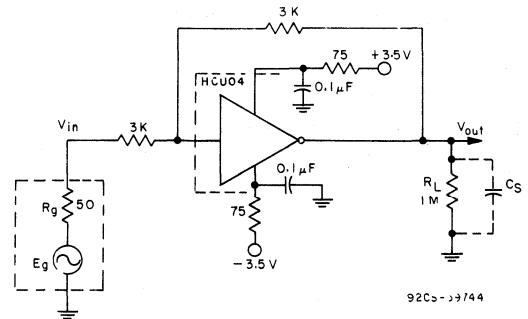 3 K
75
+3.5V
HCU04
0.1µF
Vin
3K
Vout
0.1µF
Rg
50
75
RL
1M
CS
Eg
−3.5V